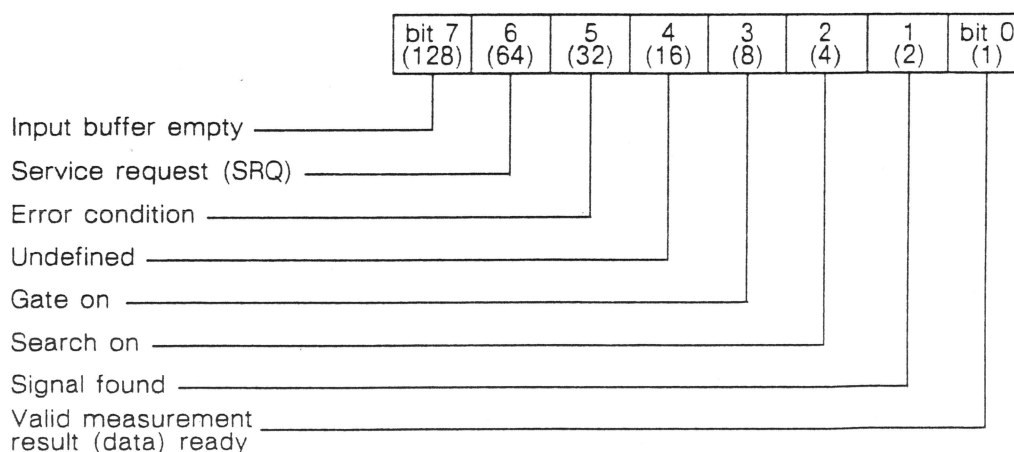 bit 7 6 5 4 3 2 1 bit 0
(128) (64) (32) (16) (8) (4) (2) (1)
Input buffer empty
Service request (SRQ)
Error condition
Undefined
Gate on
Search on
Signal found
Valid measurement
result (data) ready